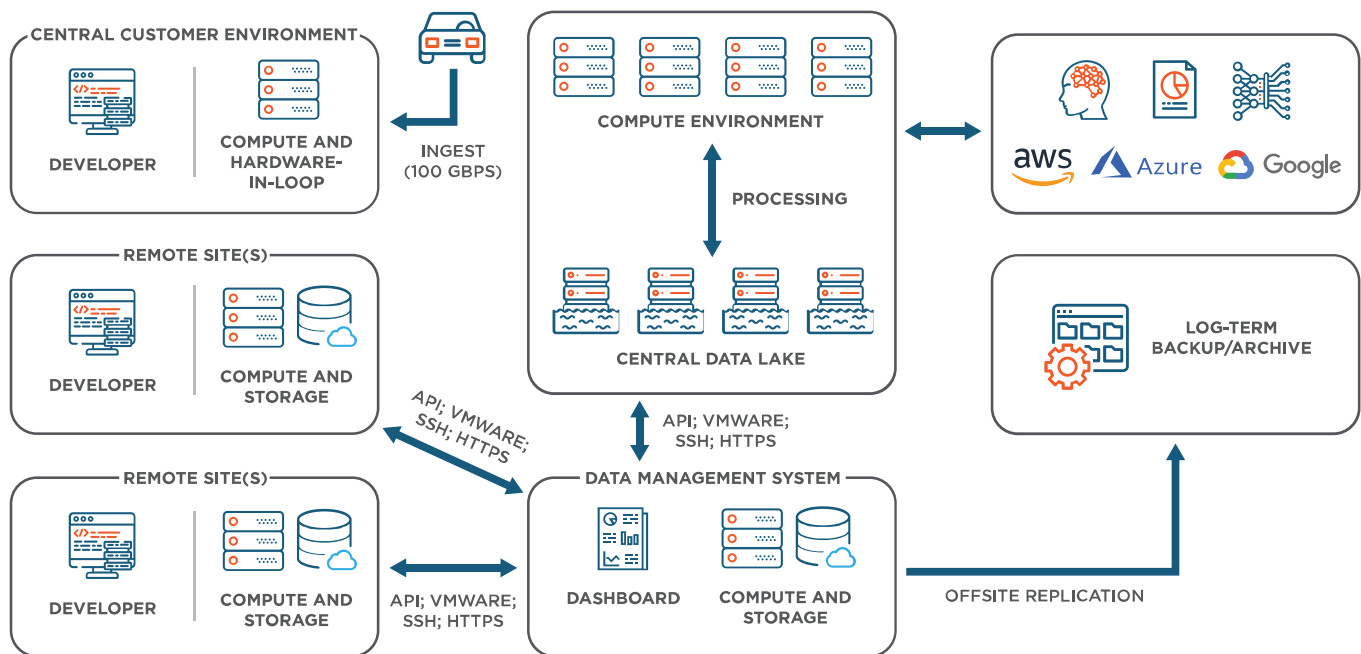 CENTRAL CUSTOMER ENVIRONMENT
DEVELOPER
COMPUTE AND
HARDWARE-
IN-LOOP
INGEST
(100 GBPS)
COMPUTE ENVIRONMENT
PROCESSING
CENTRAL DATA LAKE
aws
Azure
Google
REMOTE SITE(S)
DEVELOPER
COMPUTE AND
STORAGE
API; VMWARE;
SSH; HTTPS
API; VMWARE;
SSH; HTTPS
LOG-TERM
BACKUP/ARCHIVE
REMOTE SITE(S)
DEVELOPER
COMPUTE AND
STORAGE
API; VMWARE;
SSH; HTTPS
DATA MANAGEMENT SYSTEM
DASHBOARD
COMPUTE AND
STORAGE
OFFSITE REPLICATION